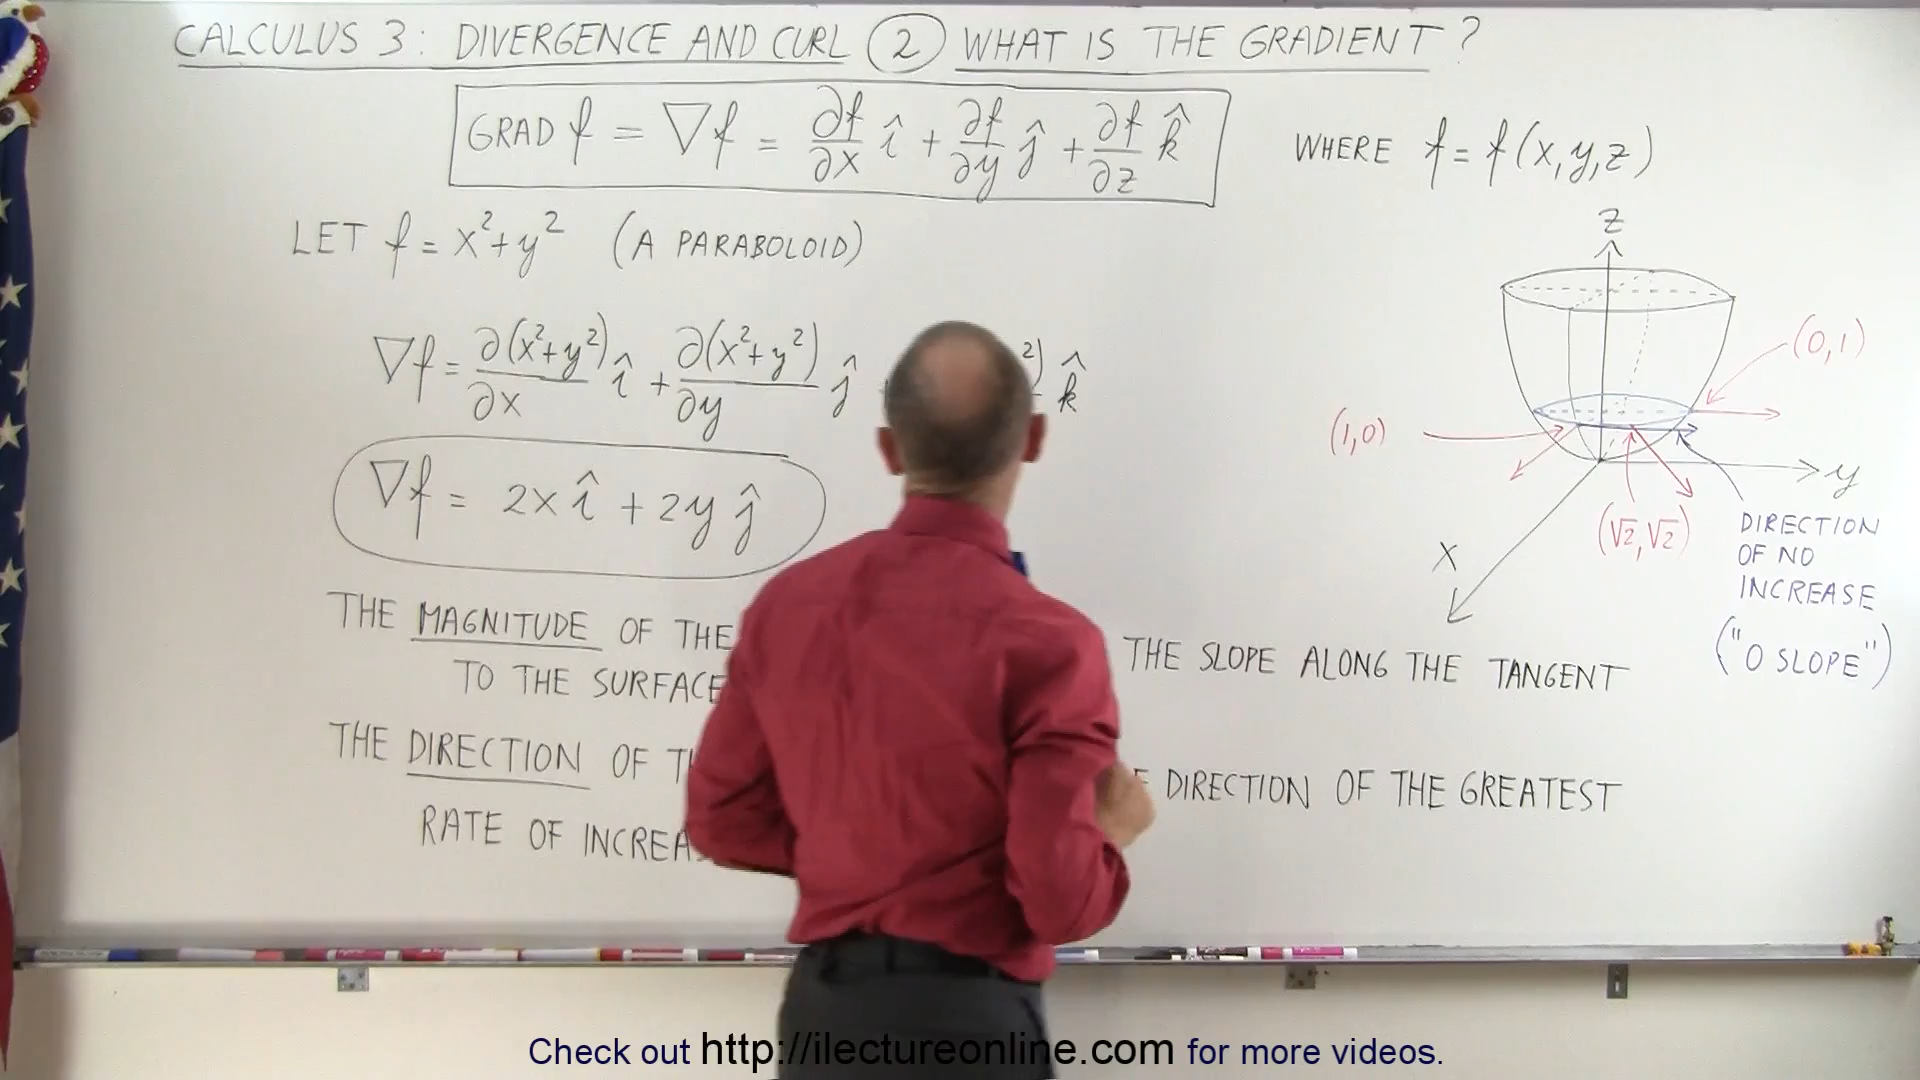 CALCULUS 3: DIVERGENCE AND CURL ② WHAT IS THE GRADIENT?
GRAD f = ∇f = ∂f/∂x î + ∂f/∂y ĵ + ∂f/∂z k̂
WHERE f = f(x,y,z)
LET f = x²+y² (A PARABOLOID)
∇f = ∂(x²+y²)/∂x î + ∂(x²+y²)/∂y ĵ ²) k̂
∇f = 2x î + 2y ĵ
THE MAGNITUDE OF THE THE SLOPE ALONG THE TANGENT
TO THE SURFACE
THE DIRECTION OF DIRECTION OF THE GREATEST
RATE OF
z
(0,1)
(1,0)
y
(√2,√2)
x
DIRECTION
OF NO
INCREASE
("0 SLOPE")
Check out http://ilectureonline.com for more videos.